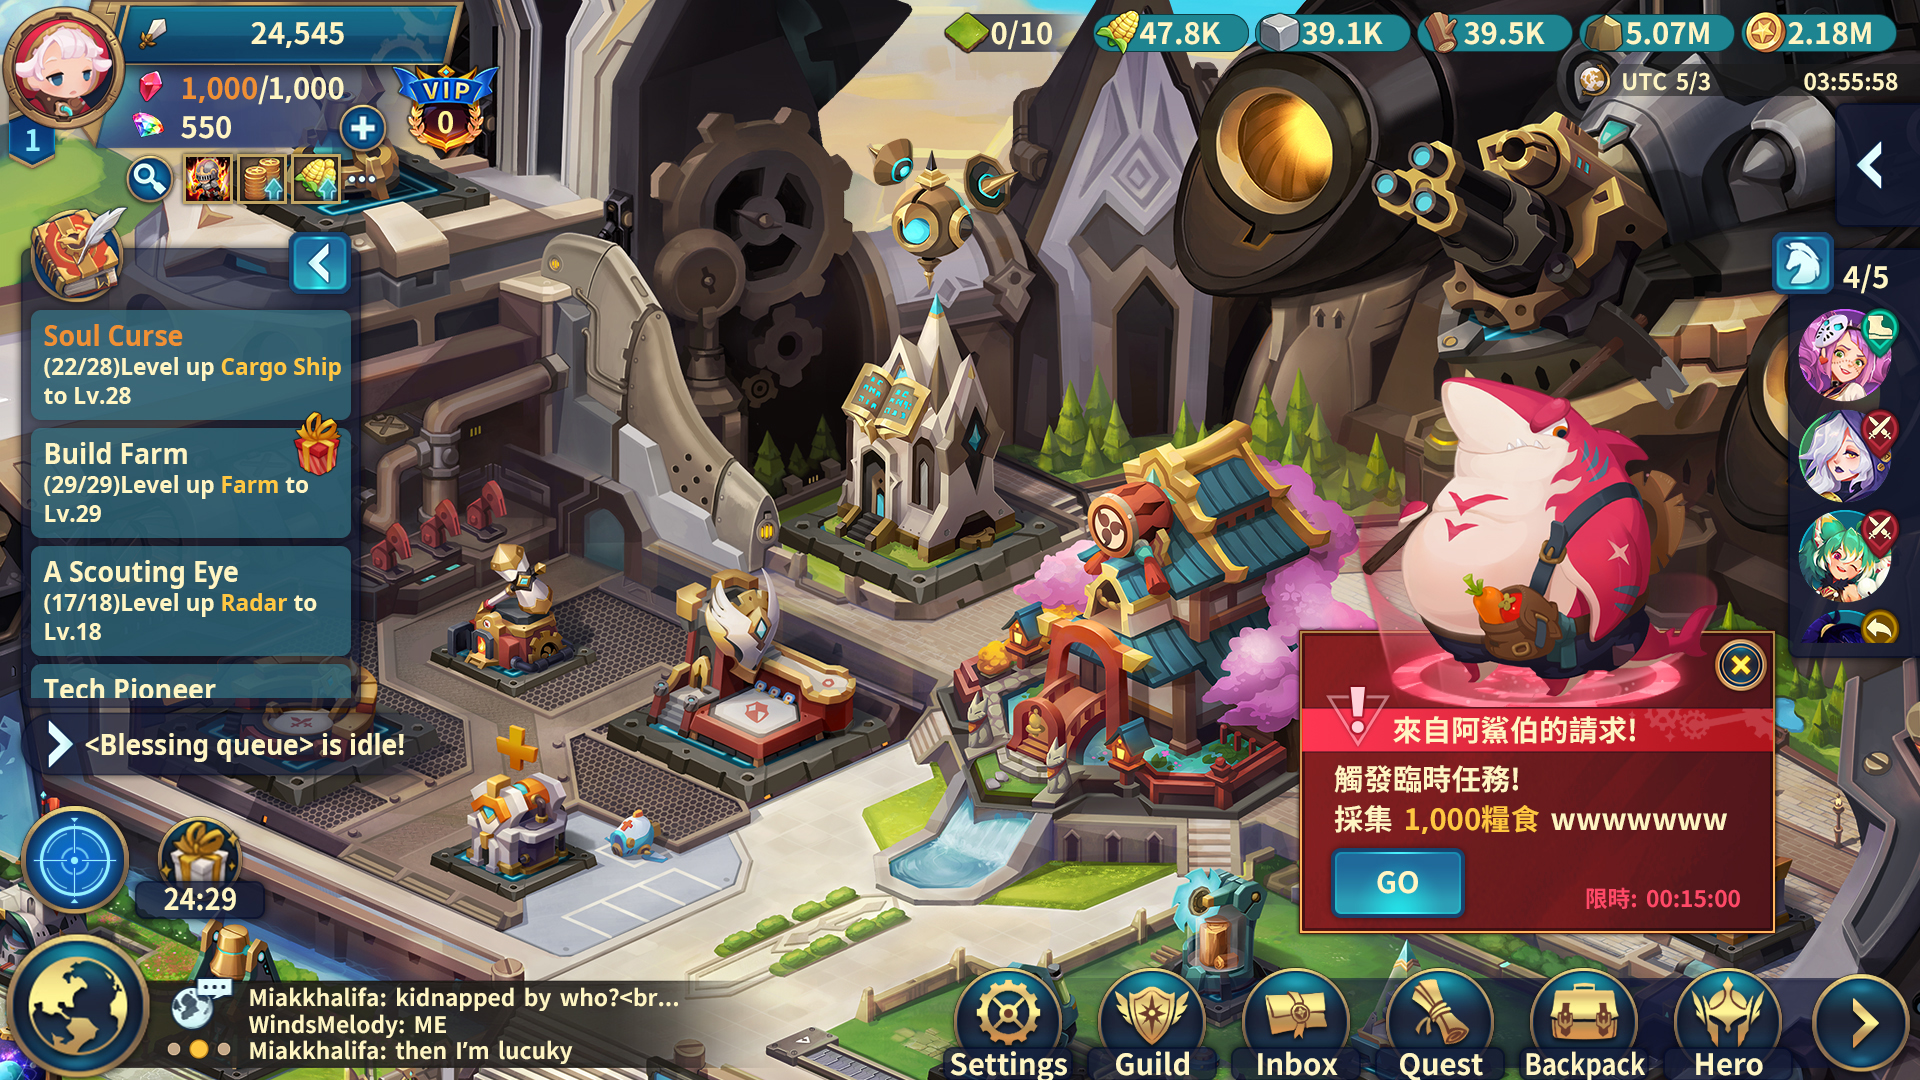 24,545
1,000/1,000
550
VIP
0
1
0/10
47.8K
39.1K
39.5K
5.07M
2.18M
UTC 5/3
03:55:58
4/5
Soul Curse
(22/28)Level up Cargo Ship
to Lv.28
Build Farm
(29/29)Level up Farm to
Lv.29
A Scouting Eye
(17/18)Level up Radar to
Lv.18
Tech Pioneer
<Blessing queue> is idle!
24:29
來自阿鯊伯的請求!
觸發臨時任務!
採集 1,000糧食 wwwwwww
GO
限時: 00:15:00
Miakkhalifa: kidnapped by who?<br...
WindsMelody: ME
Miakkhalifa: then I'm lucuky
Settings
Guild
Inbox
Quest
Backpack
Hero